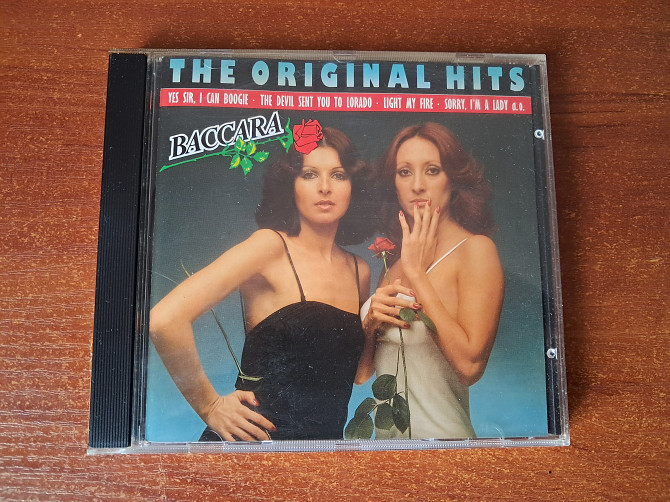 THE ORIGINAL HITS
YES SIR, I CAN BOOGIE · THE DEVIL SENT YOU TO LORADO · LIGHT MY FIRE · SORRY, I'M A LADY a.o.
BACCARA